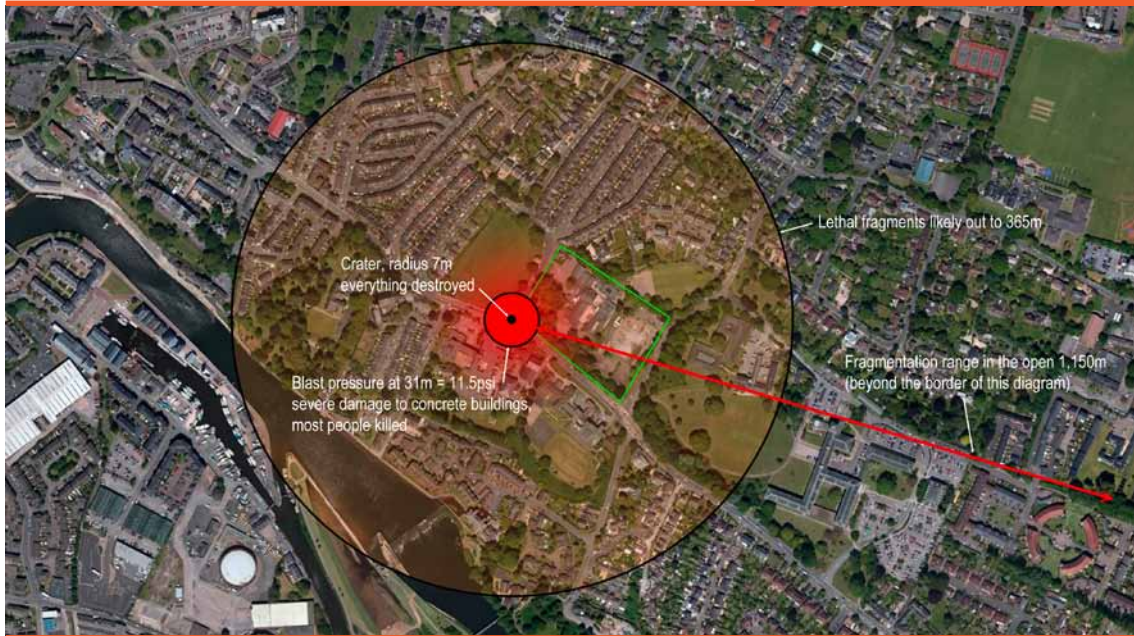 Lethal fragments likely out to 365m
Crater, radius 7m
everything destroyed
Fragmentation range in the open 1,150m
(beyond the border of this diagram)
Blast pressure at 31m = 11.5psi
severe damage to concrete buildings,
most people killed